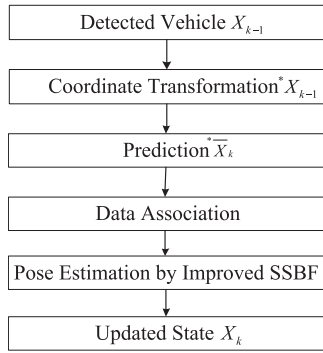 Detected Vehicle X_{k-1}
Coordinate Transformation^* X_{k-1}
Prediction ^*\overline{X}_k
Data Association
Pose Estimation by Improved SSBF
Updated State X_k